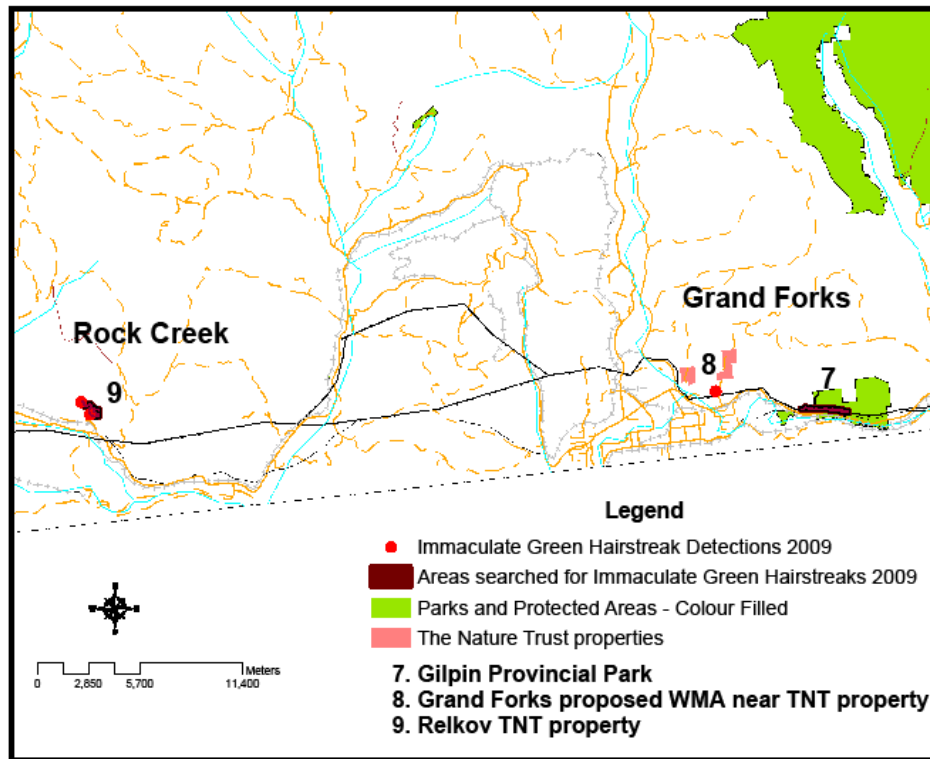 Grand Forks
Rock Creek
8
7
9
Legend
Immaculate Green Hairstreak Detections 2009
Areas searched for Immaculate Green Hairstreaks 2009
Parks and Protected Areas - Colour Filled
The Nature Trust properties
Meters
0 2,850 5,700 11,400
7. Gilpin Provincial Park
8. Grand Forks proposed WMA near TNT property
9. Relkov TNT property